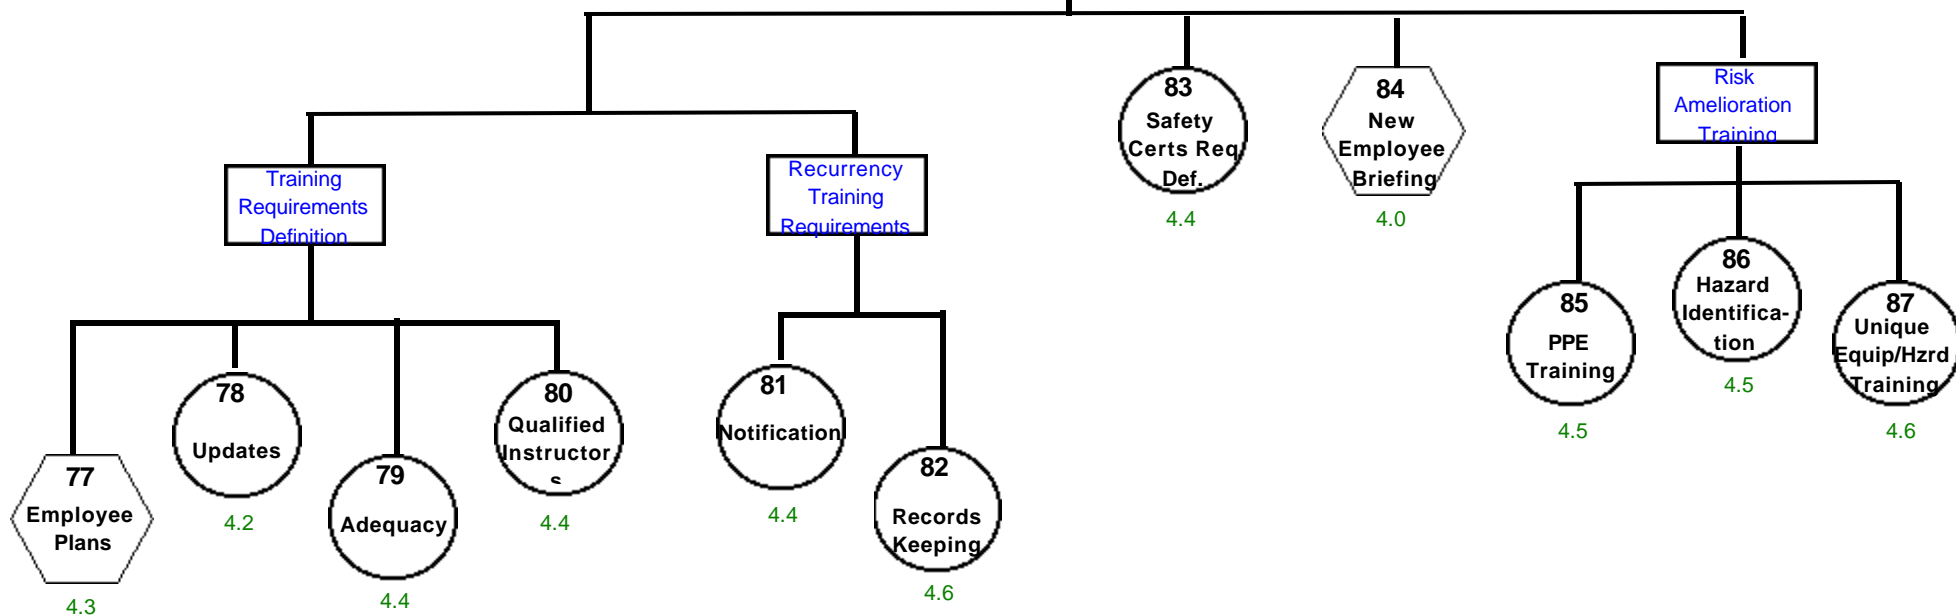 83
Safety
Certs Req
Def.
4.4
84
New
Employee
Briefing
4.0
Risk
Amelioration
Training
Training
Requirements
Definition
Recurrency
Training
Requirements
77
Employee
Plans
4.3
78
Updates
4.2
79
Adequacy
4.4
80
Qualified
Instructor
s
4.4
81
Notification
4.4
82
Records
Keeping
4.6
85
PPE
Training
4.5
86
Hazard
Identifica-
tion
4.5
87
Unique
Equip/Hzrd
Training
4.6